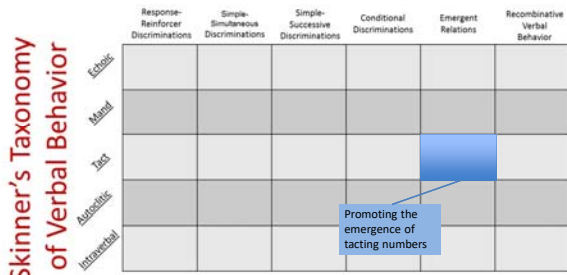 Response-
Reinforcer
Discriminations
Simple-
Simultaneous
Discriminations
Simple-
Successive
Discriminations
Conditional
Discriminations
Emergent
Relations
Recombinative
Verbal
Behavior
Skinner's Taxonomy
of Verbal Behavior
Echoic
Mand
Tact
Autoclitic
Intraverbal
Promoting the
emergence of
tacting numbers